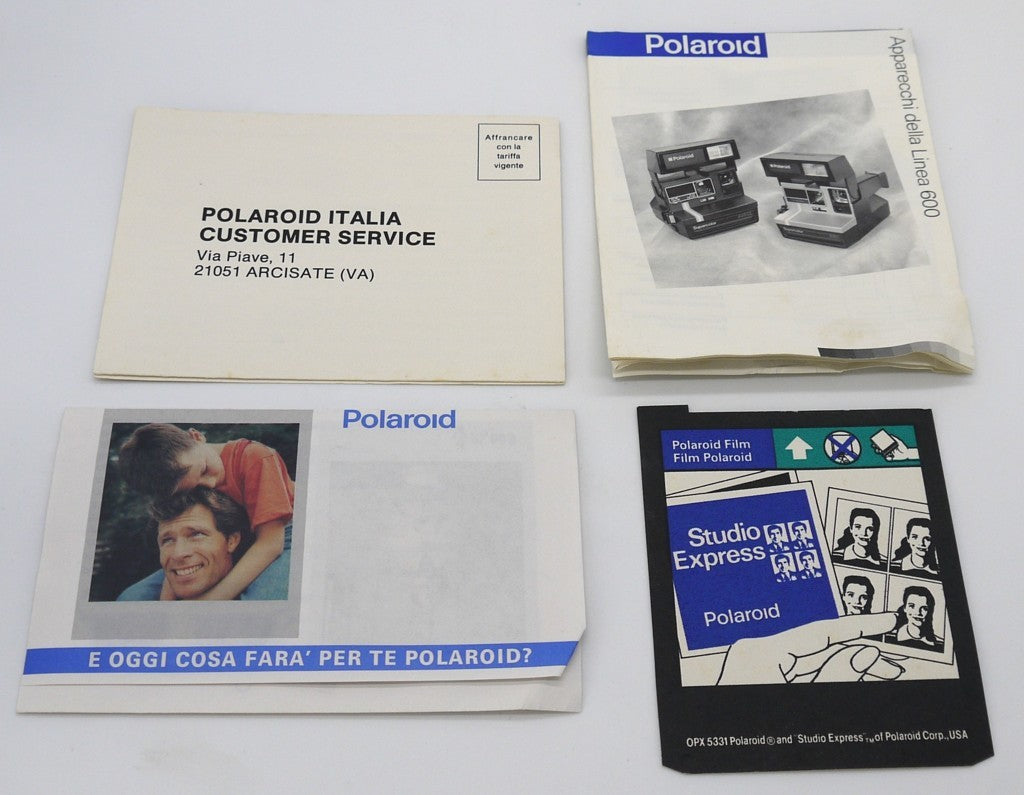 Affrancare
con la
tariffa
vigente
POLAROID ITALIA
CUSTOMER SERVICE
Via Piave, 11
21051 ARCISATE (VA)
Polaroid
Apparecchi della Linea 600
Polaroid
Polaroid
Polaroid
E OGGI COSA FARA' PER TE POLAROID?
Polaroid Film
Film Polaroid
Studio
Express
Polaroid
OPX 5331 Polaroid® and "Studio Express"™ of Polaroid Corp., USA